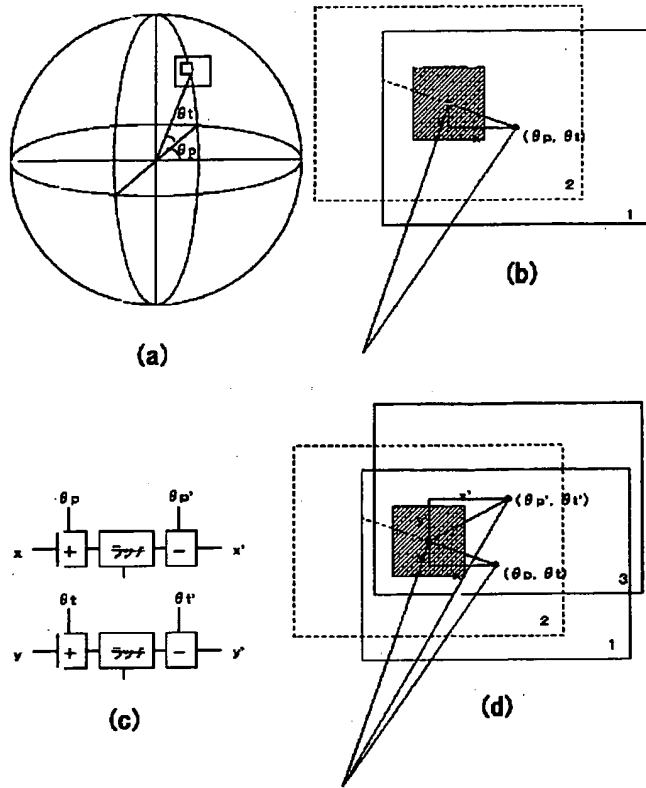 θt
θp
(a)
(θp, θt)
x
2
1
(b)
θp
θp'
x
+
ラッチ
−
x'
θt
θt'
y
+
ラッチ
−
y'
(c)
x'
(θp', θt')
y'
(θp, θt)
x
3
2
1
(d)